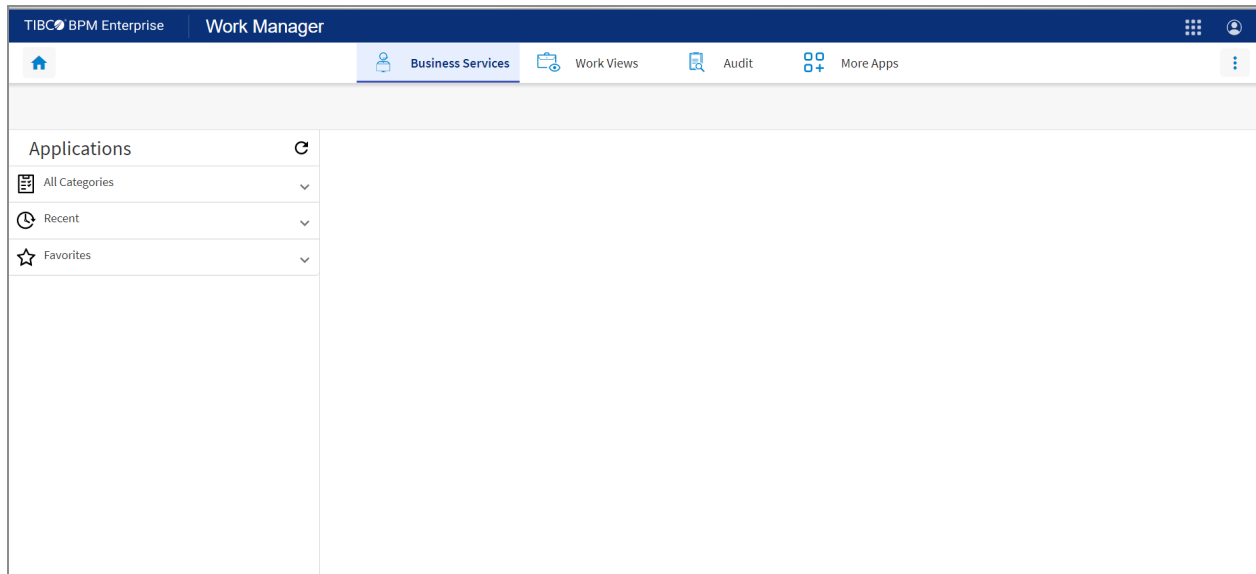 TIBCO BPM Enterprise Work Manager
Business Services Work Views Audit More Apps
Applications
All Categories
Recent
Favorites